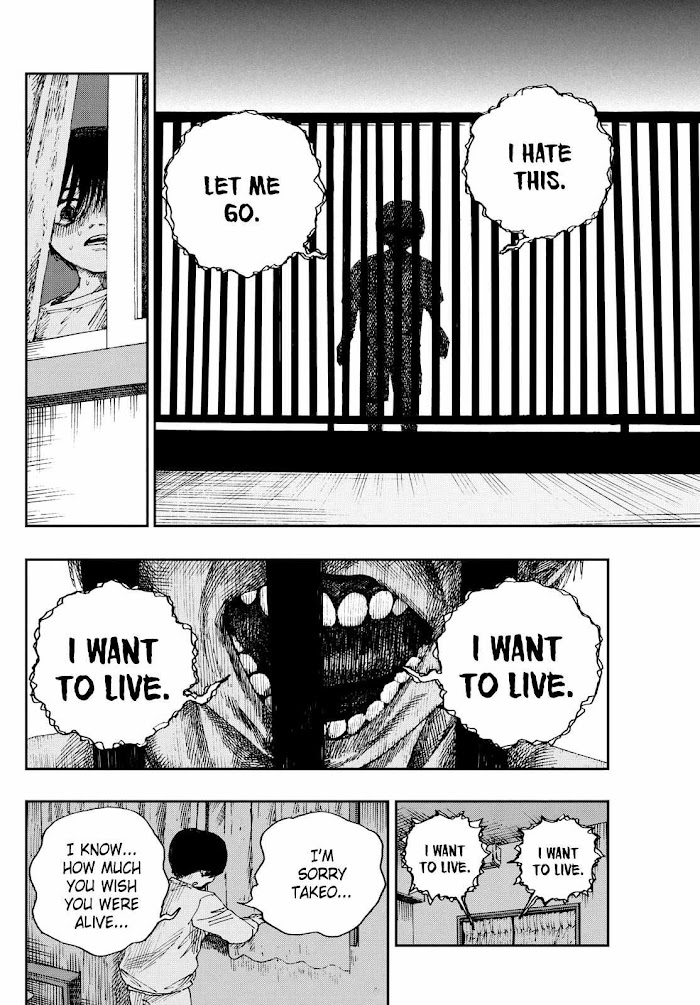 I HATE
THIS.
LET ME
GO.
I WANT
TO LIVE.
I WANT
TO LIVE.
I WANT
TO LIVE.
I WANT
TO LIVE.
I'M
SORRY
TAKEO...
I KNOW...
HOW MUCH
YOU WISH
YOU WERE
ALIVE...